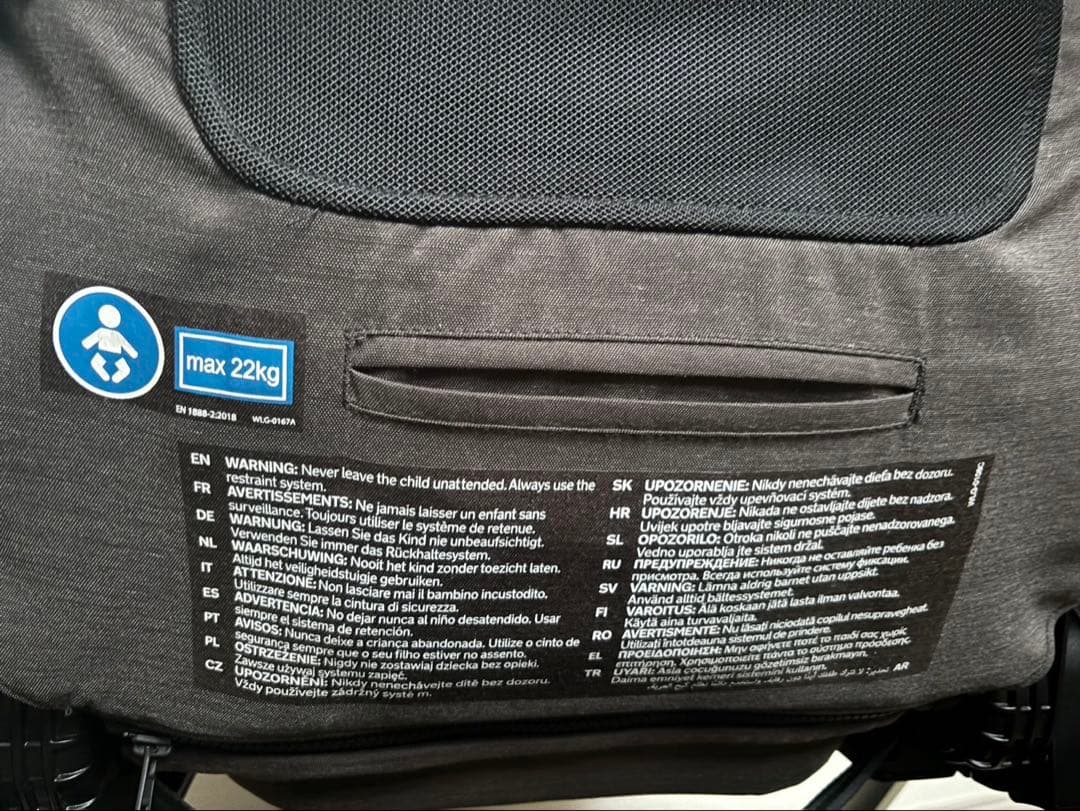 max 22kg
EN 1888-2:2018 WLG-0167A
EN WARNING: Never leave the child unattended. Always use the
restraint system.
FR AVERTISSEMENTS: Ne jamais laisser un enfant sans
surveillance. Toujours utiliser le système de retenue.
DE WARNUNG: Lassen Sie das Kind nie unbeaufsichtigt.
Verwenden Sie immer das Rückhaltesystem.
NL WAARSCHUWING: Nooit het kind zonder toezicht laten.
Altijd het veiligheidstuigje gebruiken.
IT ATTENZIONE: Non lasciare mai il bambino incustodito.
Utilizzare sempre la cintura di sicurezza.
ES ADVERTENCIA: No dejar nunca al niño desatendido. Usar
siempre el sistema de retención.
PT AVISOS: Nunca deixe a criança abandonada. Utilize o cinto de
segurança sempre que o seu filho estiver no assento.
PL OSTRZEŻENIE: Nigdy nie zostawiaj dziecka bez opieki.
Zawsze używaj systemu zapięć.
CZ UPOZORNĚNÍ: Nikdy nenechávejte dítě bez dozoru.
Vždy používejte zádržný systé m.
SK UPOZORNENIE: Nikdy nenechávajte dieťa bez dozoru.
Používajte vždy upevňovací systém.
HR UPOZORENJE: Nikada ne ostavljajte dijete bez nadzora.
Uvijek upotre bljavajte sigurnosne pojase.
SL OPOZORILO: Otroka nikoli ne puščajte nenadzorovanega.
Vedno uporablja jte sistem držal.
RU ПРЕДУПРЕЖДЕНИЕ: Никогда не оставляйте ребенка без
присмотра. Всегда используйте систему фиксации.
SV VARNING: Lämna aldrig barnet utan uppsikt.
Använd alltid bältessystemet.
FI VAROITUS: Älä koskaan jätä lasta ilman valvontaa.
Käytä aina turvavaljaita.
RO AVERTISMENTE: Nu lăsați niciodată copilul nesupravegheat.
Utilizați întotdeauna sistemul de prindere.
EL ΠΡΟΕΙΔΟΠΟΙΗΣΗ: Μην αφήνετε ποτέ το παιδί σας χωρίς
επιτήρηση. Χρησιμοποιείτε πάντα το σύστημα πρόσδεσης.
TR UYARI: Asla çocuğunuzu gözetimsiz bırakmayın.
Daima emniyet kemeri sistemini kullanın.
AR